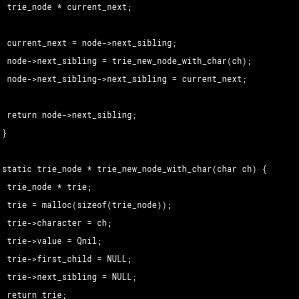 trie_node * current_next;
current_next = node->next_sibling;
node->next_sibling = trie_new_node_with_char(ch);
node->next_sibling->next_sibling = current_next;
return node->next_sibling;
}
static trie_node * trie_new_node_with_char(char ch) {
trie_node * trie;
trie = malloc(sizeof(trie_node));
trie->character = ch;
trie->value = Qnil;
trie->first_child = NULL;
trie->next_sibling = NULL;
return trie;